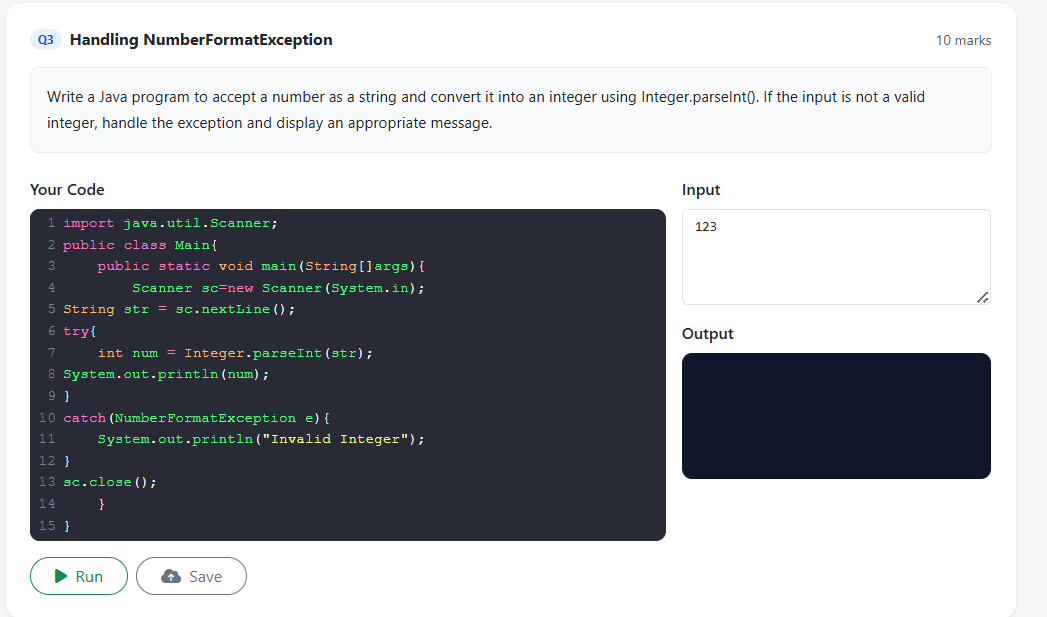 Q3 Handling NumberFormatException 10 marks
Write a Java program to accept a number as a string and convert it into an integer using Integer.parseInt(). If the input is not a valid
integer, handle the exception and display an appropriate message.
Your Code
1 import java.util.Scanner;
2 public class Main{
3     public static void main(String[]args){
4         Scanner sc=new Scanner(System.in);
5 String str = sc.nextLine();
6 try{
7     int num = Integer.parseInt(str);
8 System.out.println(num);
9 }
10 catch(NumberFormatException e){
11     System.out.println("Invalid Integer");
12 }
13 sc.close();
14     }
15 }
Run Save
Input
123
Output